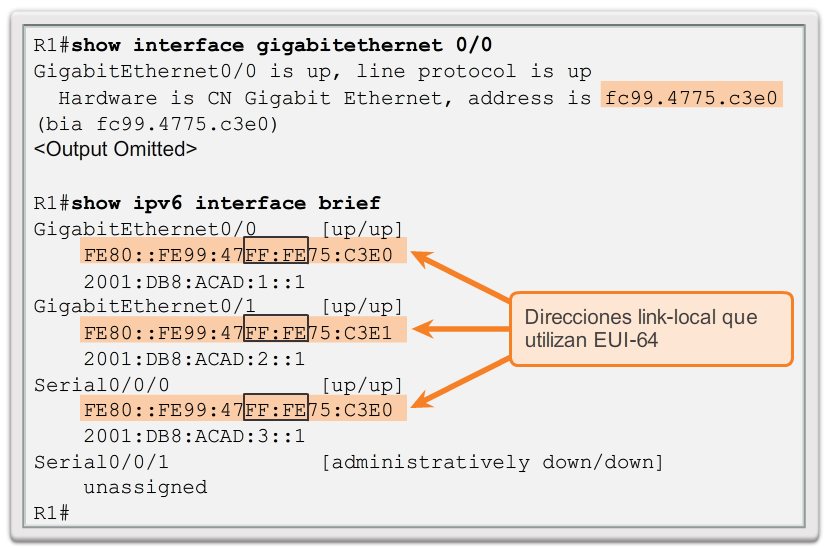 R1#show interface gigabitethernet 0/0
GigabitEthernet0/0 is up, line protocol is up
Hardware is CN Gigabit Ethernet, address is fc99.4775.c3e0
(bia fc99.4775.c3e0)
<Output Omitted>
R1#show ipv6 interface brief
GigabitEthernet0/0 [up/up]
FE80::FE99:47FF:FE75:C3E0
2001:DB8:ACAD:1::1
GigabitEthernet0/1 [up/up]
FE80::FE99:47FF:FE75:C3E1
2001:DB8:ACAD:2::1
Serial0/0/0 [up/up]
FE80::FE99:47FF:FE75:C3E0
2001:DB8:ACAD:3::1
Serial0/0/1 [administratively down/down]
unassigned
R1#
Direcciones link-local que
utilizan EUI-64